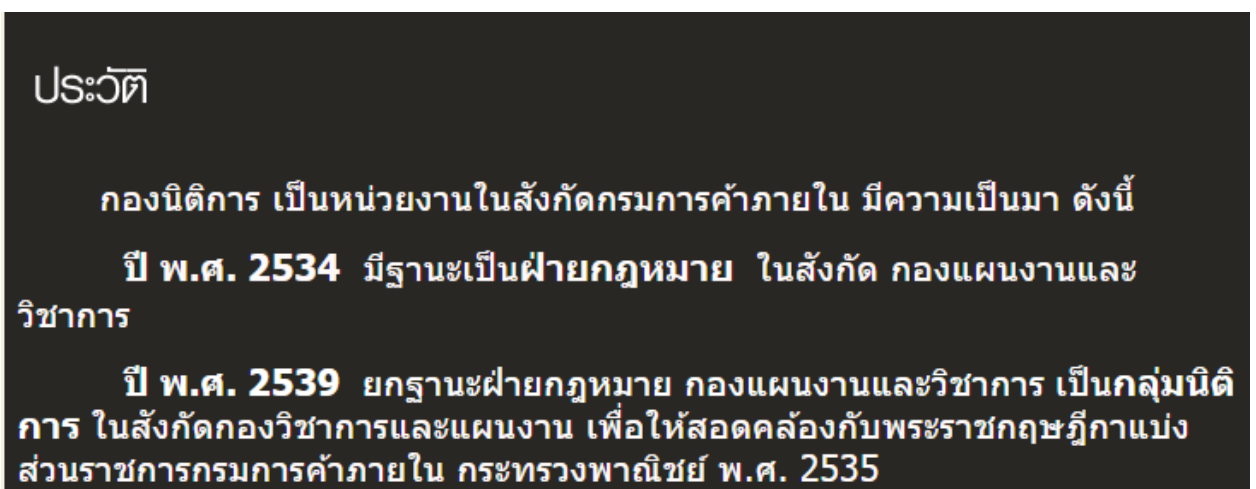 ประวัติ
กองนิติการ เป็นหน่วยงานในสังกัดกรมการค้าภายใน มีความเป็นมา ดังนี้
ปี พ.ศ. 2534 มีฐานะเป็นฝ่ายกฎหมาย ในสังกัด กองแผนงานและ
วิชาการ
ปี พ.ศ. 2539 ยกฐานะฝ่ายกฎหมาย กองแผนงานและวิชาการ เป็นกลุ่มนิติ
การ ในสังกัดกองวิชาการและแผนงาน เพื่อให้สอดคล้องกับพระราชกฤษฎีกาแบ่ง
ส่วนราชการกรมการค้าภายใน กระทรวงพาณิชย์ พ.ศ. 2535